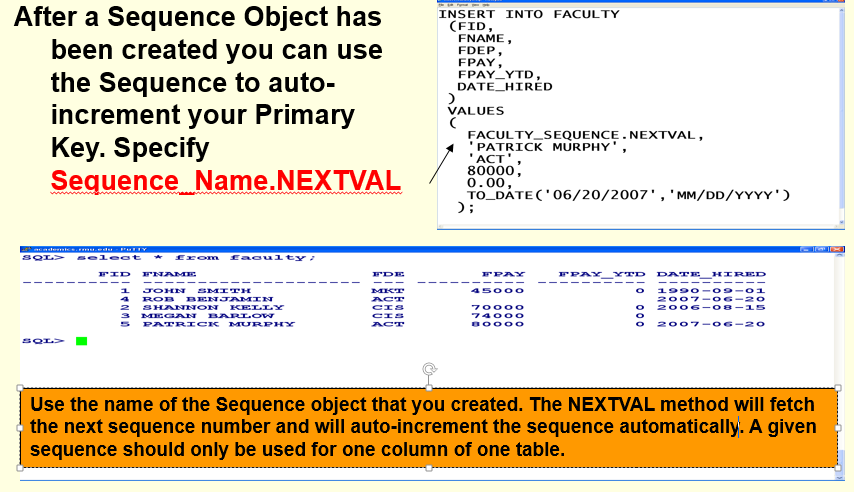 After a Sequence Object has
been created you can use
the Sequence to auto-
increment your Primary
Key. Specify
Sequence_Name.NEXTVAL
INSERT INTO FACULTY
(FID,
FNAME,
FDEP,
FPAY,
FPAY_YTD,
DATE_HIRED
)
VALUES
(
FACULTY_SEQUENCE.NEXTVAL,
'PATRICK MURPHY',
'ACT',
80000,
0.00,
TO_DATE('06/20/2007','MM/DD/YYYY')
);
academics.rmu.edu - PuTTY
SQL> select * from faculty;
FID FNAME FDE FPAY FPAY_YTD DATE_HIRED
---------- -------------------- --- ---------- ---------- ----------
1 JOHN SMITH MKT 45000 0 1990-09-01
4 ROB BENJAMIN ACT 2007-06-20
2 SHANNON KELLY CIS 70000 0 2006-08-15
3 MEGAN BARLOW CIS 74000 0
5 PATRICK MURPHY ACT 80000 0 2007-06-20
SQL>
Use the name of the Sequence object that you created. The NEXTVAL method will fetch
the next sequence number and will auto-increment the sequence automatically. A given
sequence should only be used for one column of one table.